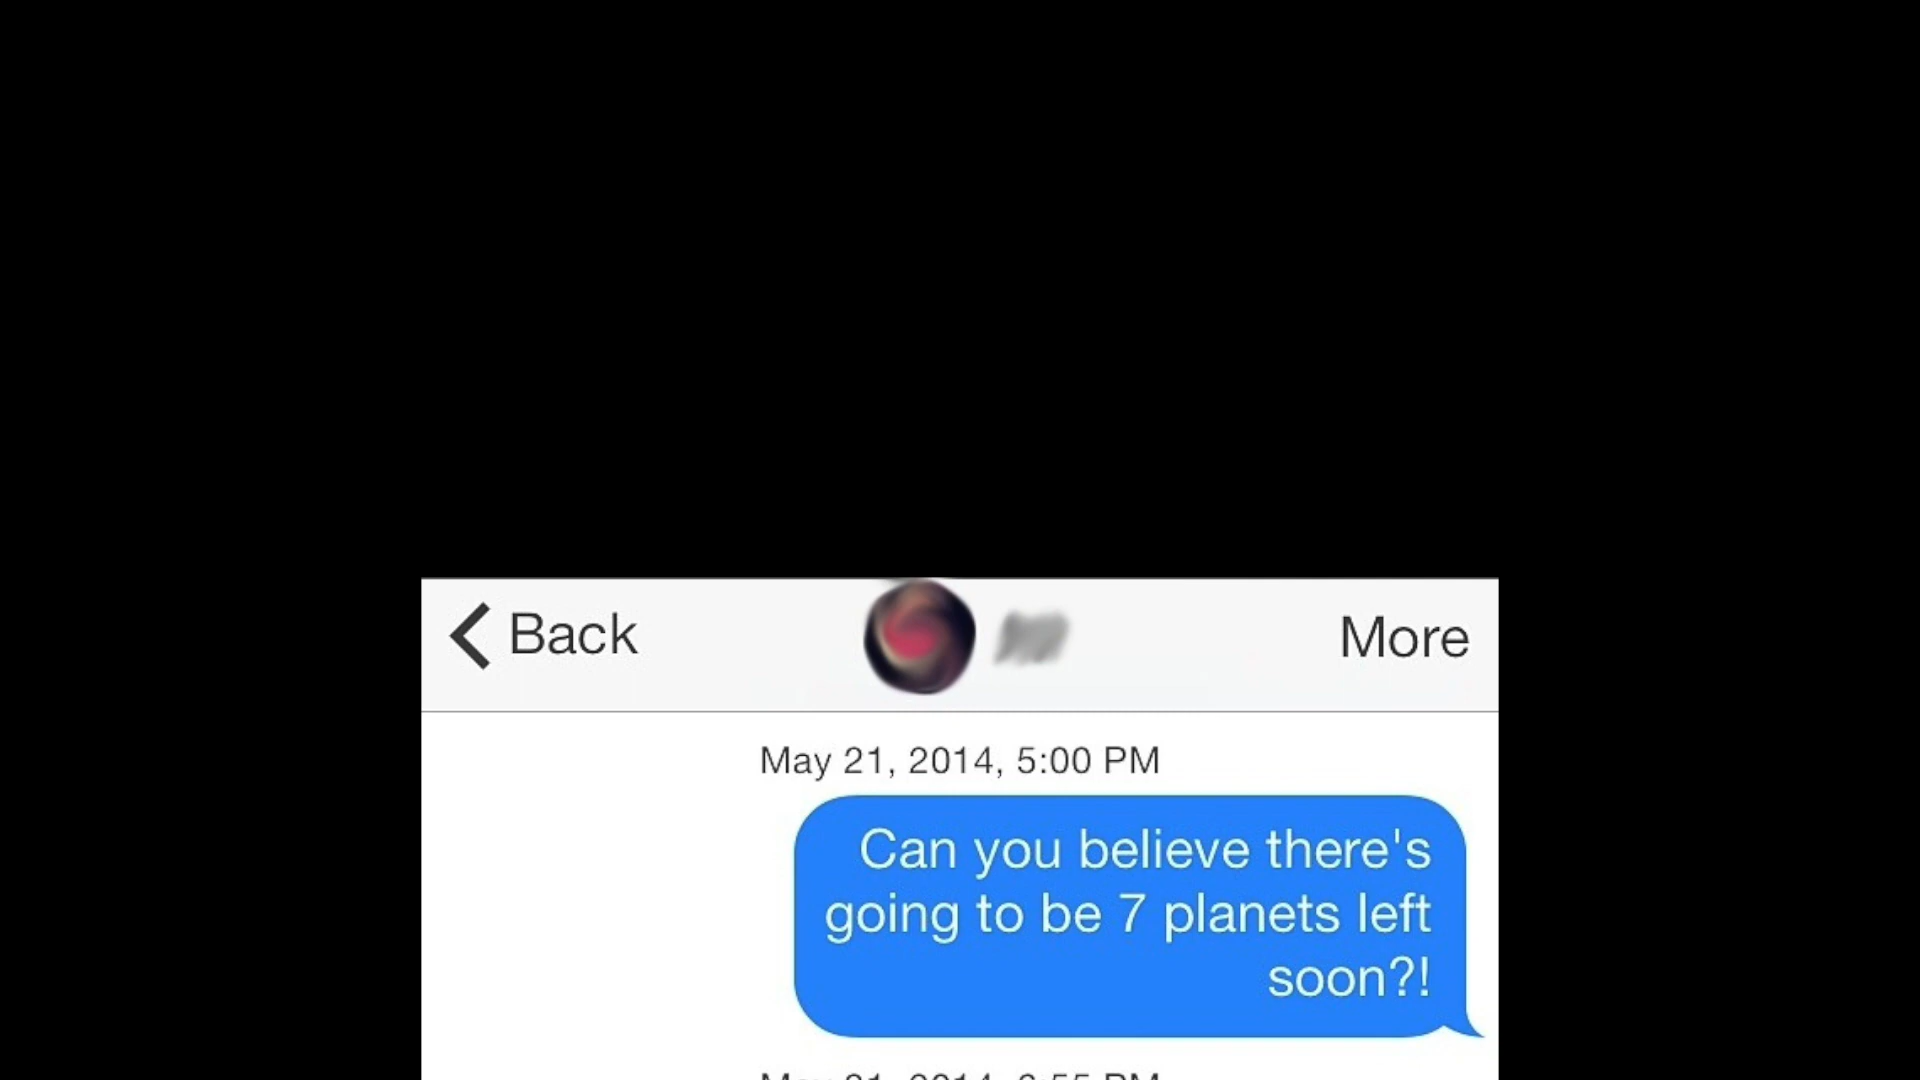 Back
More
May 21, 2014, 5:00 PM
Can you believe there's
going to be 7 planets left
soon?!